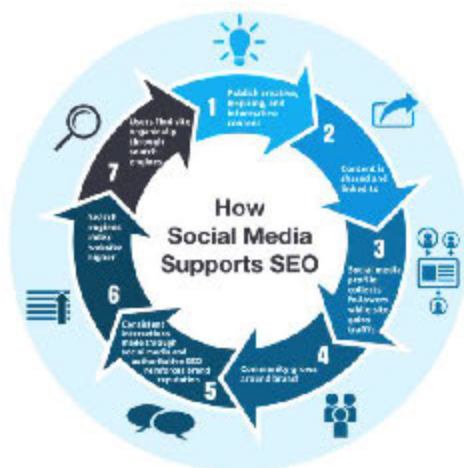 How
Social Media
Supports SEO
1
Publish creative,
inspiring, and
informative
content
2
Content is
shared and
linked to
3
Social media
profile
collects
followers
while site
gains
traffic
4
Community grows
around brand
5
Consistent
interactions
made through
social media and
authoritative SEO
reinforces brand
reputation
6
Search
engines
website
higher
7
Users find site
organically
through
search
engines